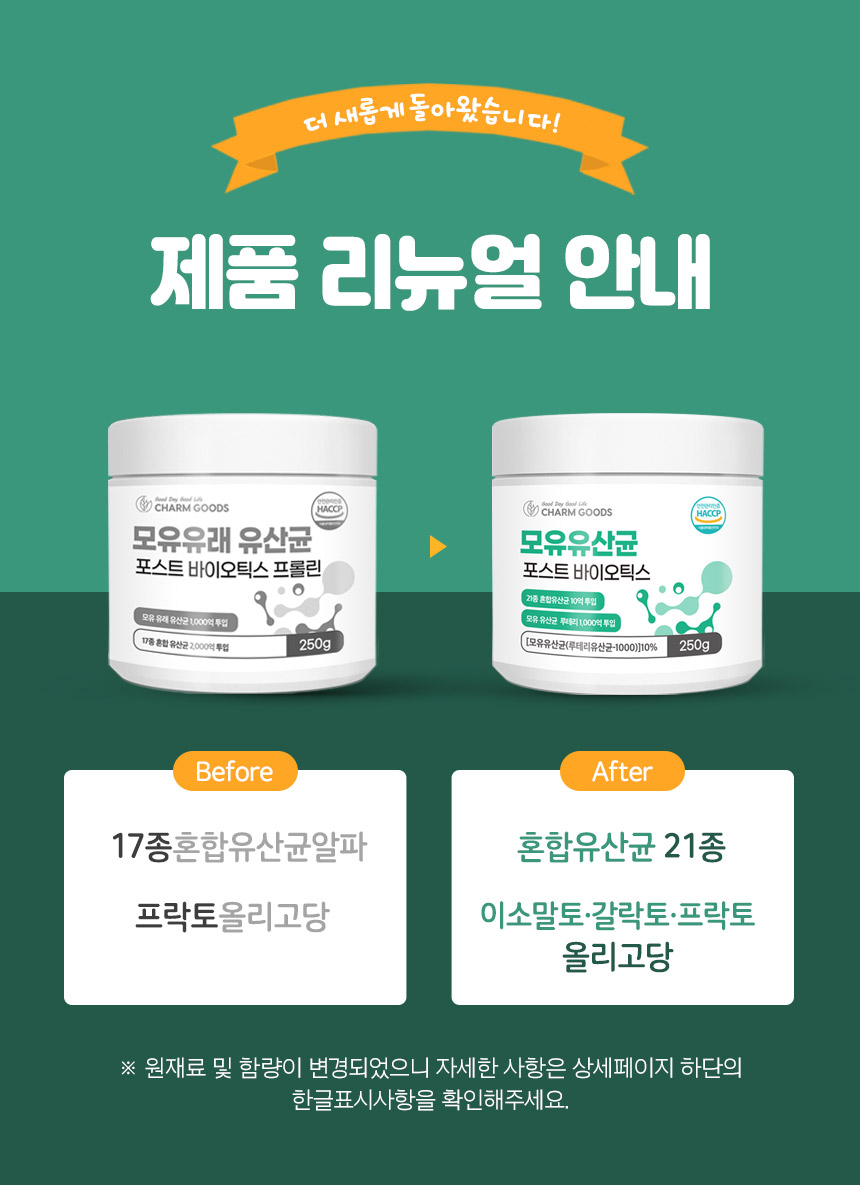 더 새롭게 돌아왔습니다!
제품 리뉴얼 안내
Good Day Good Life
CHARM GOODS
HACCP
모유유래 유산균
포스트 바이오틱스 프롤린
모유 유래 유산균 1,000억 투입
17종 혼합 유산균 2,000억 투입
250g
Good Day Good Life
CHARM GOODS
안전관리인증
HACCP
모유유산균
포스트 바이오틱스
21종 혼합유산균 10억 투입
모유 유산균 루테리 1,000억 투입
[모유유산균(루테리유산균-1000)]10%
250g
Before
17종혼합유산균알파
프락토올리고당
After
혼합유산균 21종
이소말토·갈락토·프락토
올리고당
※ 원재료 및 함량이 변경되었으니 자세한 사항은 상세페이지 하단의
한글표시사항을 확인해주세요.